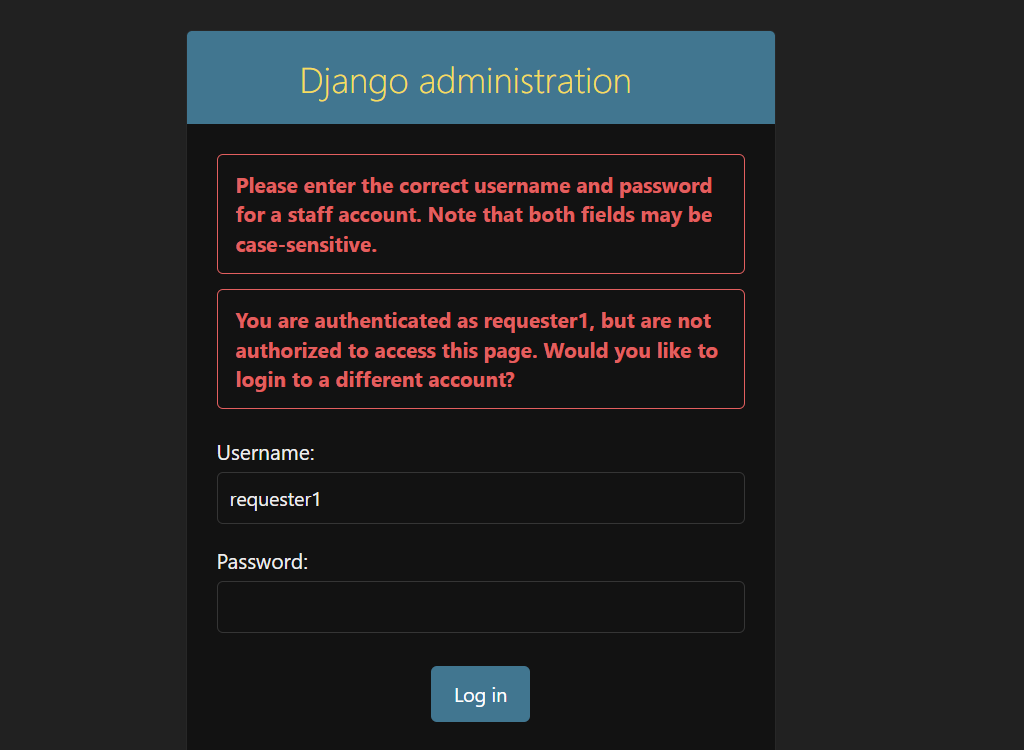 Django administration
Please enter the correct username and password
for a staff account. Note that both fields may be
case-sensitive.
You are authenticated as requester1, but are not
authorized to access this page. Would you like to
login to a different account?
Username:
requester1
Password:
Log in